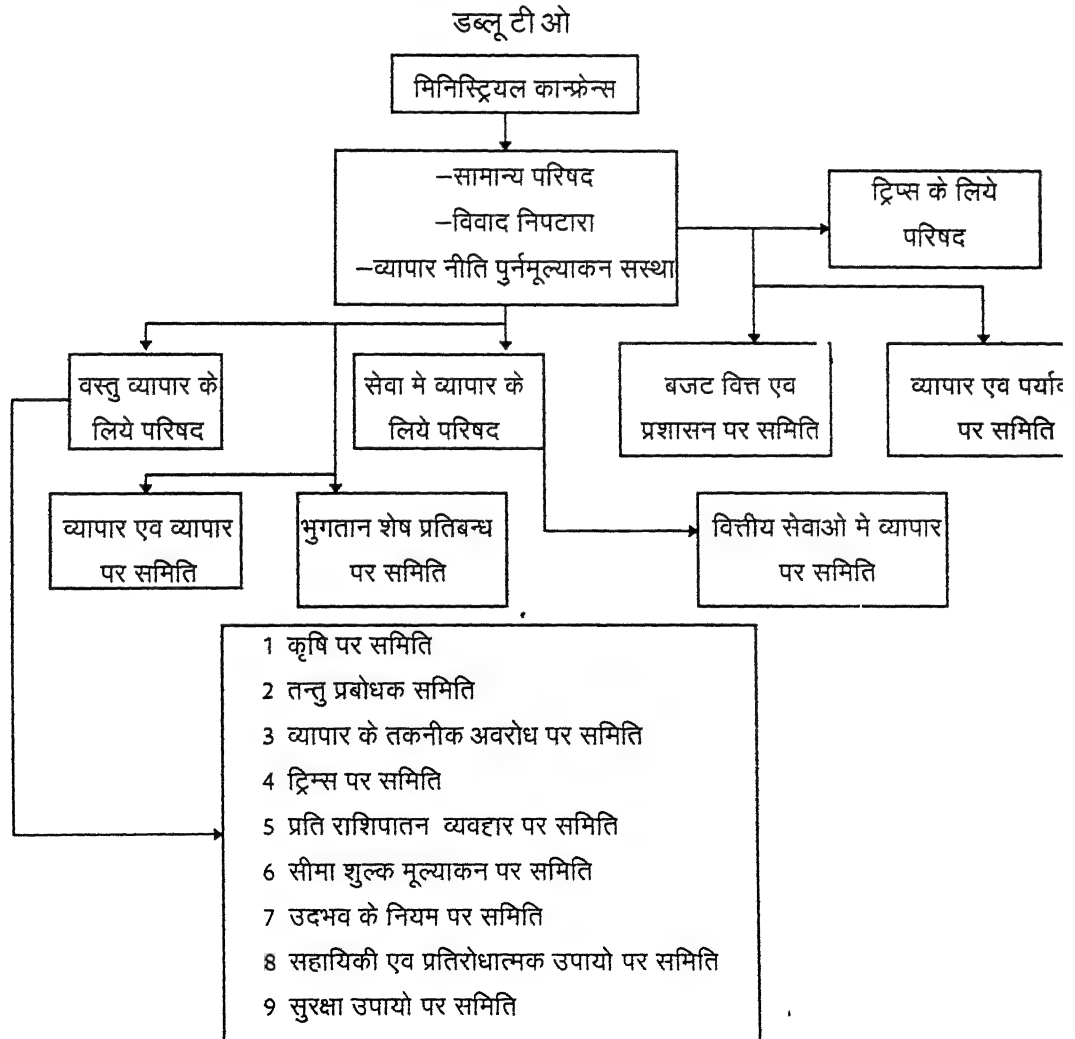 डब्लू टी ओ
मिनिस्ट्रियल कान्फ्रेन्स
–सामान्य परिषद
–विवाद निपटारा
–व्यापार नीति पुर्नमूल्याकन सस्था
ट्रिप्स के लिये
परिषद
वस्तु व्यापार के
लिये परिषद
सेवा मे व्यापार के
लिये परिषद
बजट वित्त एव
प्रशासन पर समिति
व्यापार एव
पर समिति
व्यापार एव व्यापार
पर समिति
भुगतान शेष प्रतिबन्ध
पर समिति
वित्तीय सेवाओ मे व्यापार
पर समिति
1 कृषि पर समिति
2 तन्तु प्रबोधक समिति
3 व्यापार के तकनीक अवरोध पर समिति
4 ट्रिम्स पर समिति
5 प्रति राशिपातन व्यवहार पर समिति
6 सीमा शुल्क मूल्याकन पर समिति
7 उदभव के नियम पर समिति
8 सहायिकी एव प्रतिरोधात्मक उपायो पर समिति
9 सुरक्षा उपायो पर समिति